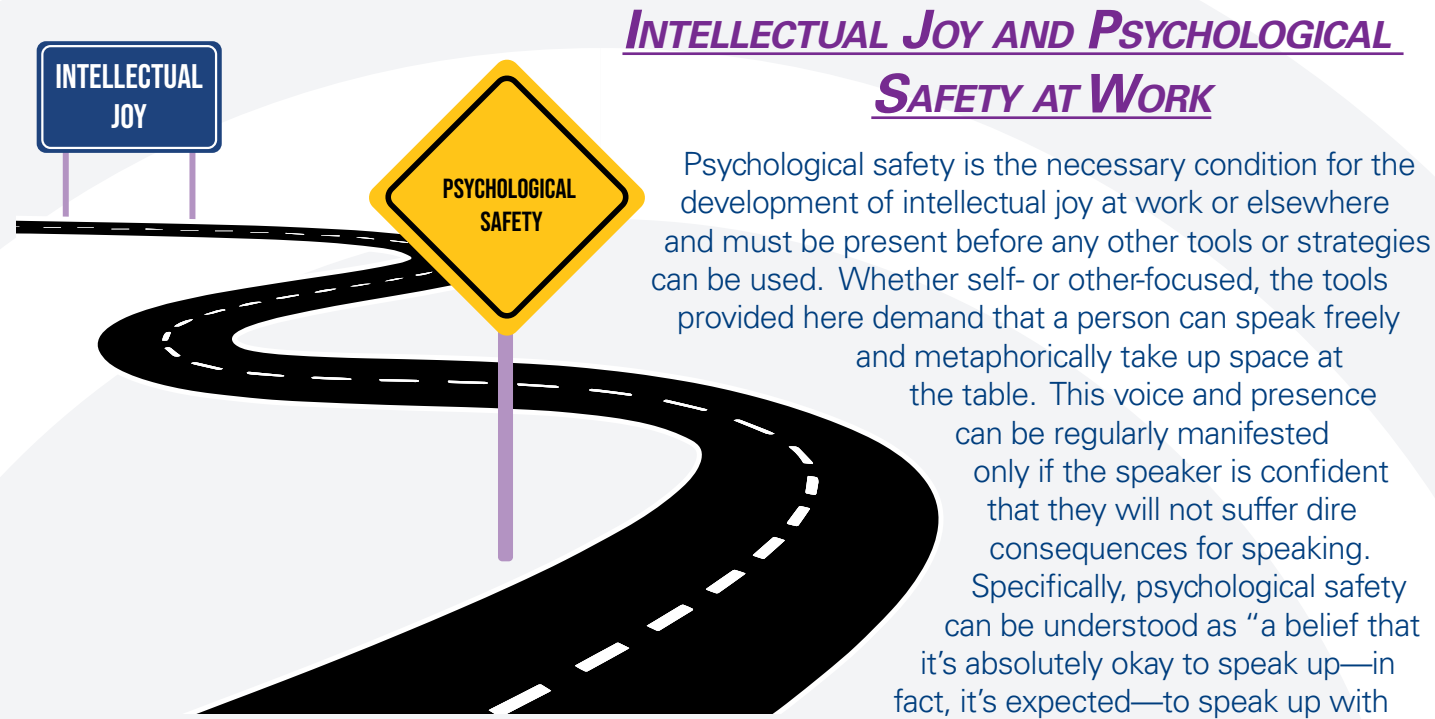 INTELLECTUAL
JOY
PSYCHOLOGICAL
SAFETY
INTELLECTUAL JOY AND PSYCHOLOGICAL
SAFETY AT WORK
Psychological safety is the necessary condition for the
development of intellectual joy at work or elsewhere
and must be present before any other tools or strategies
can be used. Whether self- or other-focused, the tools
provided here demand that a person can speak freely
and metaphorically take up space at
the table. This voice and presence
can be regularly manifested
only if the speaker is confident
that they will not suffer dire
consequences for speaking.
Specifically, psychological safety
can be understood as “a belief that
it’s absolutely okay to speak up—in
fact, it’s expected—to speak up with